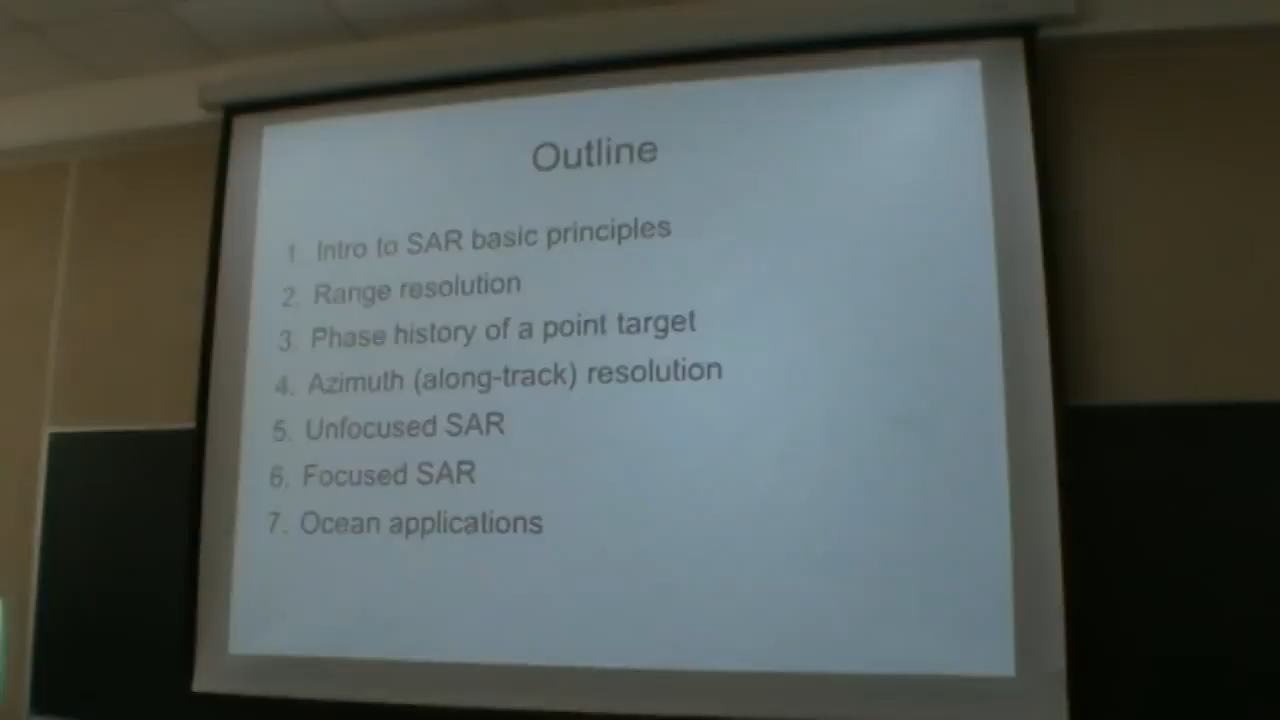 Outline
1 Intro to SAR basic principles
2. Range resolution
3. Phase history of a point target
4. Azimuth (along-track) resolution
5. Unfocused SAR
6. Focused SAR
7. Ocean applications